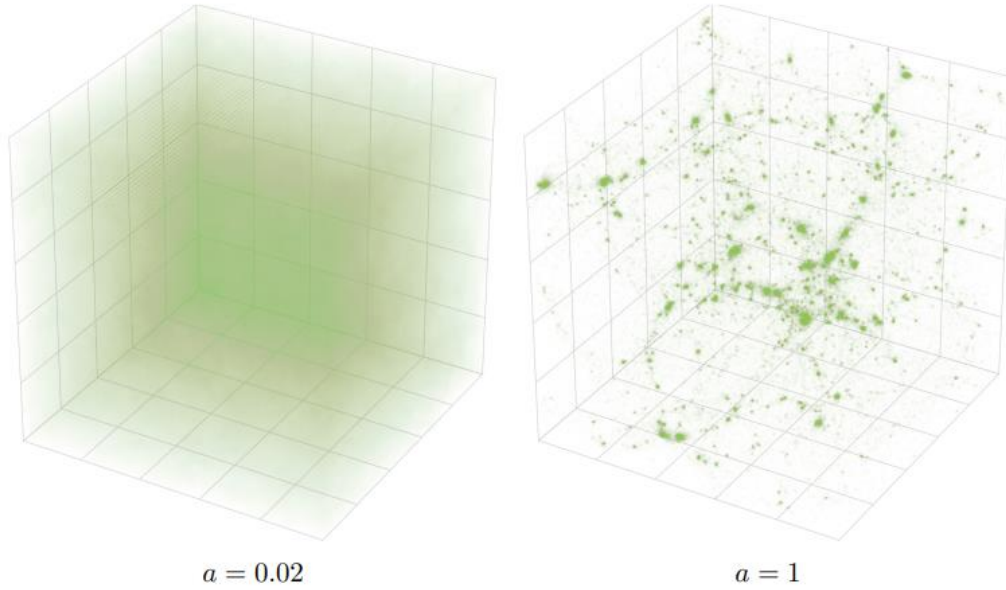 a = 0.02
a = 1